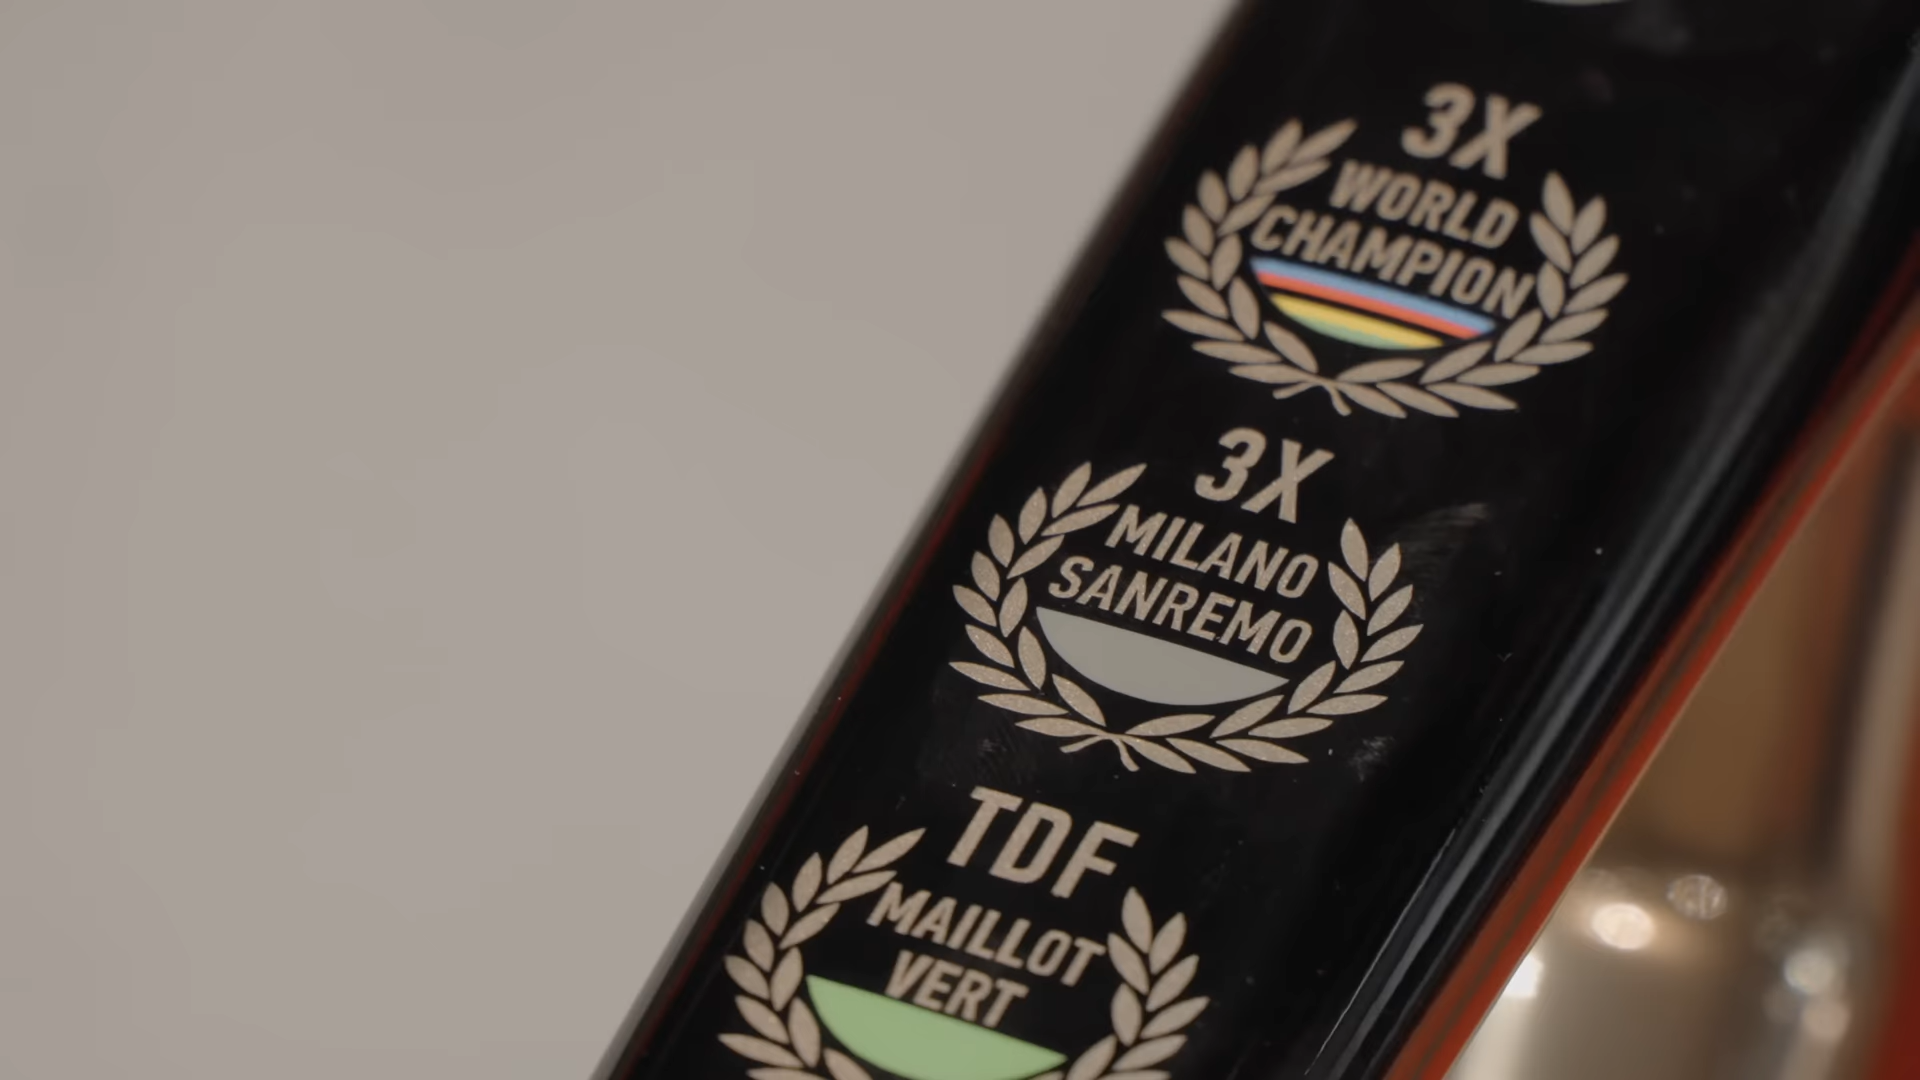 3X
WORLD
CHAMPION
3X
MILANO
SANREMO
TDF
MAILLOT
VERT